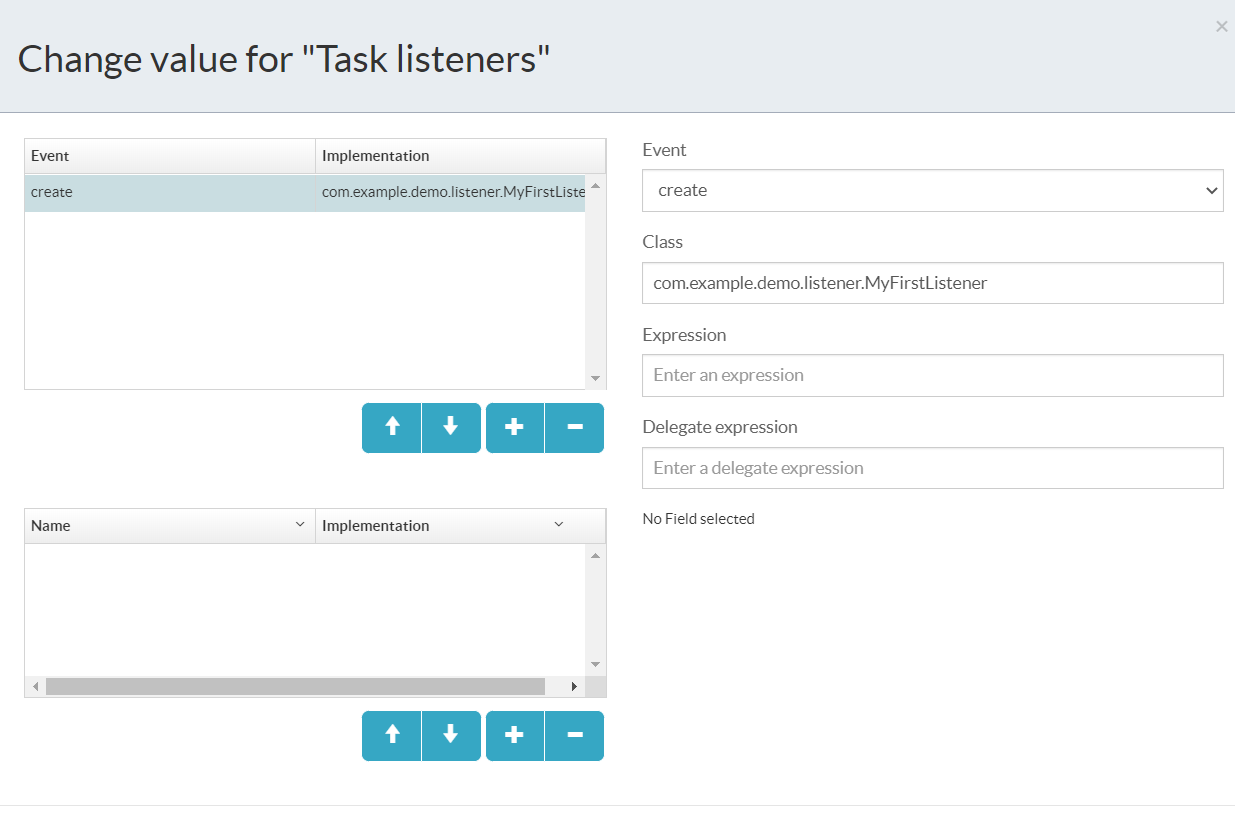 ×
Change value for "Task listeners"
Event Implementation
create com.example.demo.listener.MyFirstListe
Name Implementation
Event
create
Class
com.example.demo.listener.MyFirstListener
Expression
Enter an expression
Delegate expression
Enter a delegate expression
No Field selected